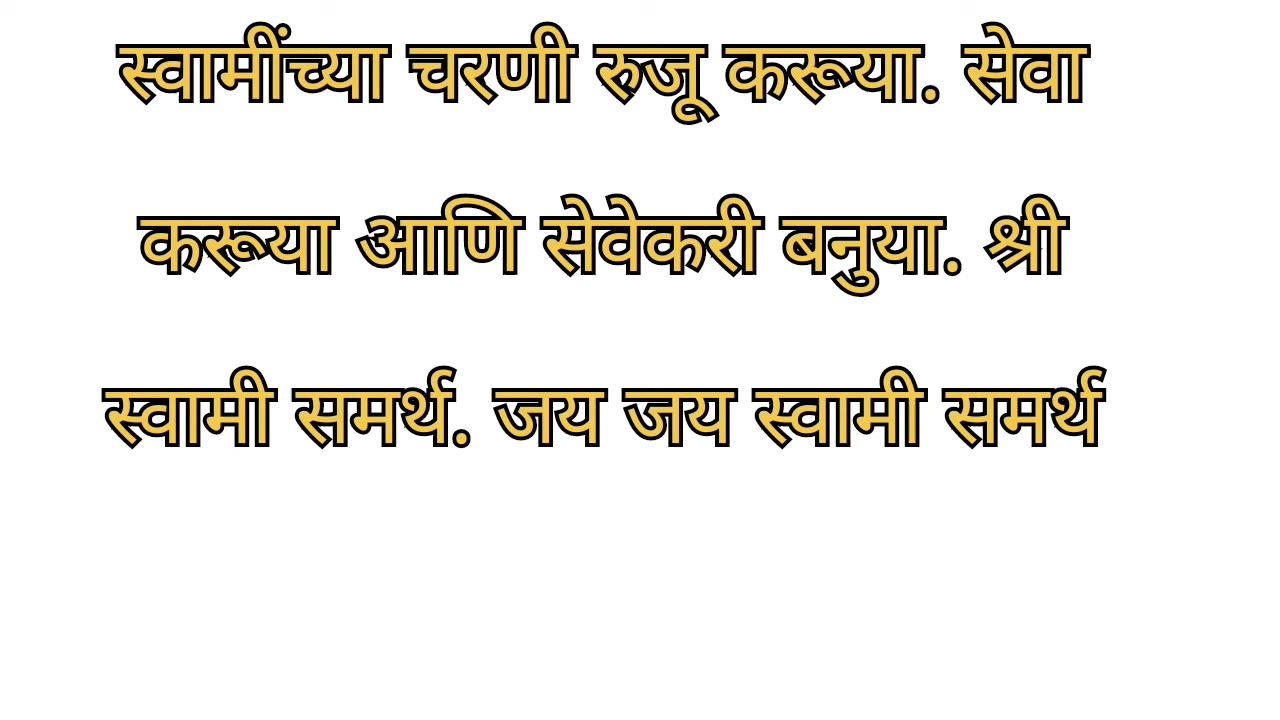 स्वामींच्या चरणी रुजू करूया. सेवा
करूया आणि सेवेकरी बनुया. श्री
स्वामी समर्थ. जय जय स्वामी समर्थ